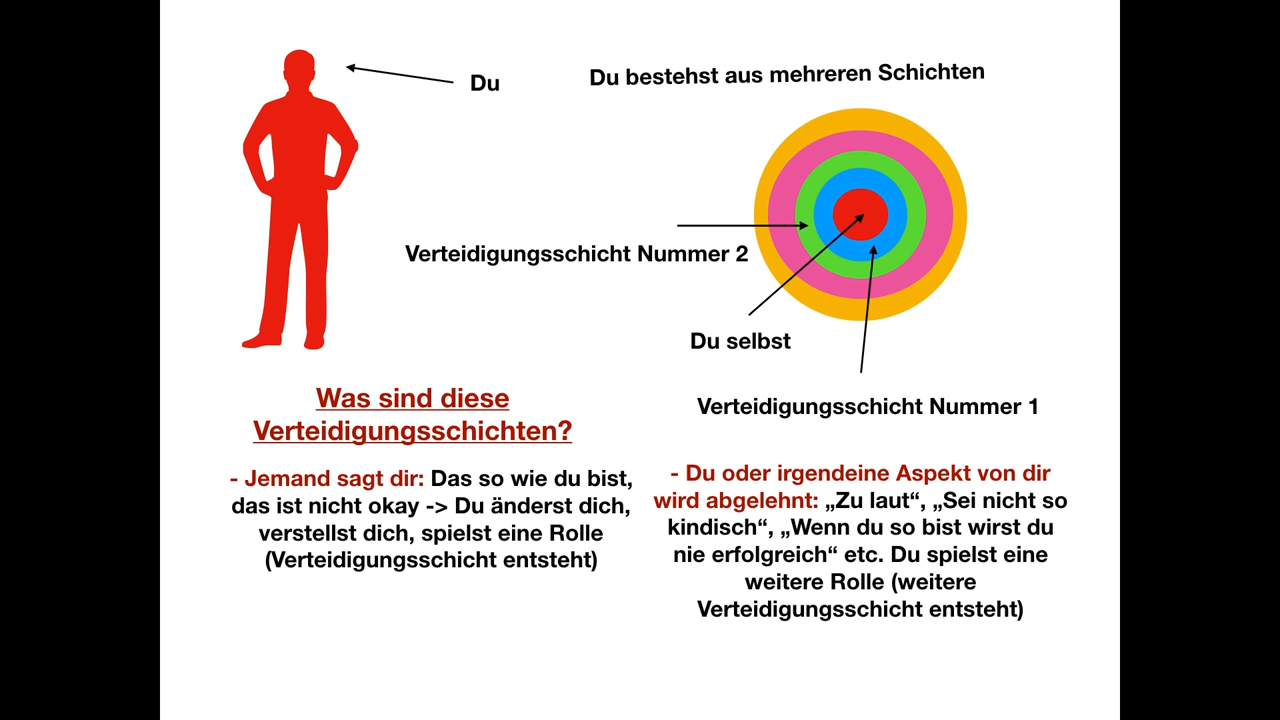 Du
Du bestehst aus mehreren Schichten
Verteidigungsschicht Nummer 2
Du selbst
Verteidigungsschicht Nummer 1
Was sind diese
Verteidigungsschichten?
- Jemand sagt dir: Das so wie du bist,
das ist nicht okay -> Du änderst dich,
verstellst dich, spielst eine Rolle
(Verteidigungsschicht entsteht)
- Du oder irgendeine Aspekt von dir
wird abgelehnt: „Zu laut“, „Sei nicht so
kindisch“, „Wenn du so bist wirst du
nie erfolgreich“ etc. Du spielst eine
weitere Rolle (weitere
Verteidigungsschicht entsteht)